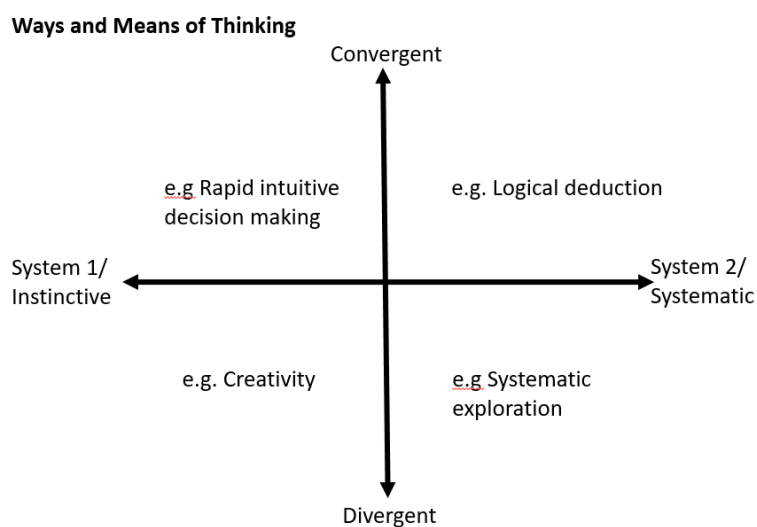 Ways and Means of Thinking
Convergent
e.g Rapid intuitive
decision making
e.g. Logical deduction
System 1/
Instinctive
System 2/
Systematic
e.g. Creativity
e.g Systematic
exploration
Divergent